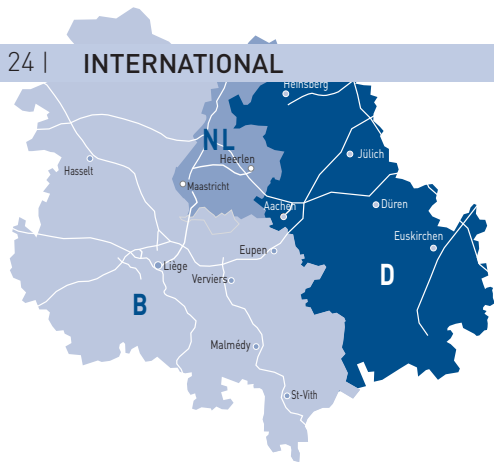 24 | INTERNATIONAL
Heinsberg
NL
Heerlen
Jülich
Hasselt
Maastricht
Aachen
Düren
Euskirchen
Eupen
Liège
D
Verviers
B
Malmédy
St-Vith